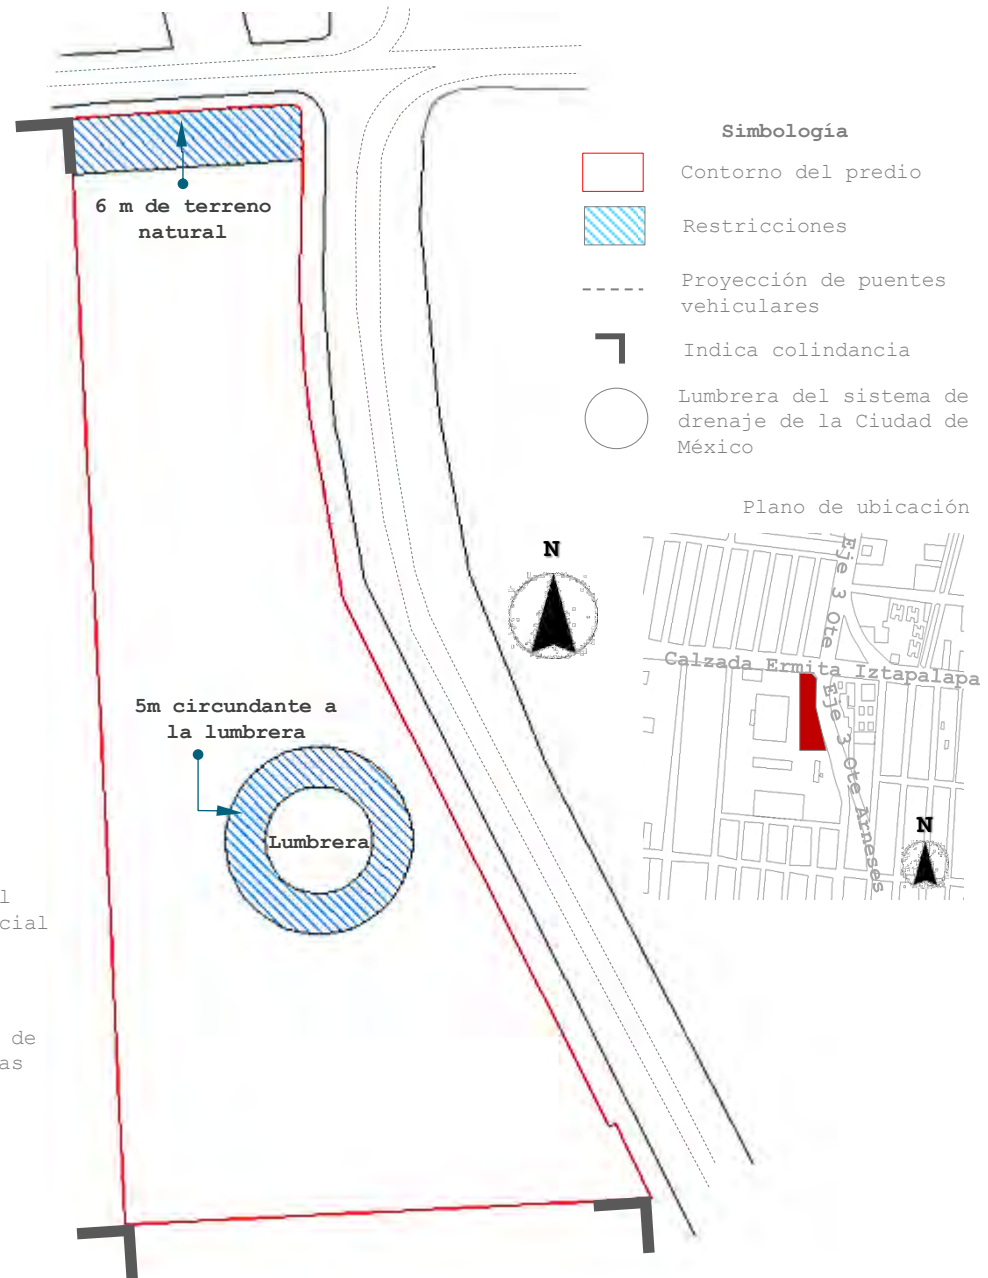 Simbología
Contorno del predio
6 m de terreno
natural
Restricciones
Proyección de puentes
vehiculares
Indica colindancia
Lumbrera del sistema de
drenaje de la Ciudad de
México
Plano de ubicación
N
Eje 3 Ote
Calzada Ermita Iztapalapa
Eje 3 Ote Arneses
N
5m circundante a
la lumbrera
Lumbrera
l
cial
de
as